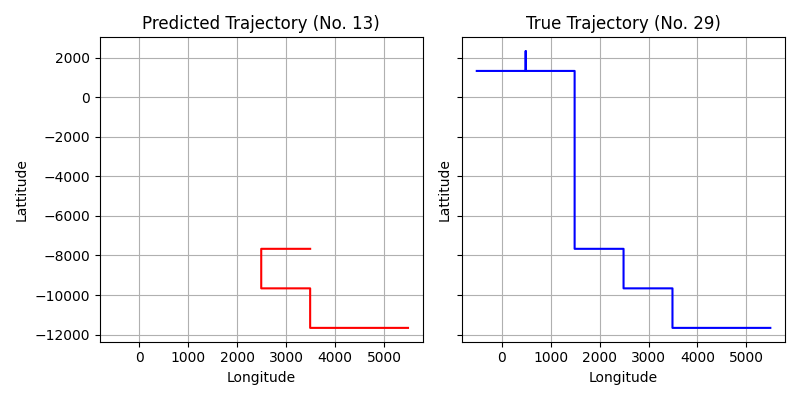 Predicted Trajectory (No. 13)
True Trajectory (No. 29)
Lattitude
2000
0
−2000
−4000
−6000
−8000
−10000
−12000
0 1000 2000 3000 4000 5000
Longitude
Lattitude
0 1000 2000 3000 4000 5000
Longitude